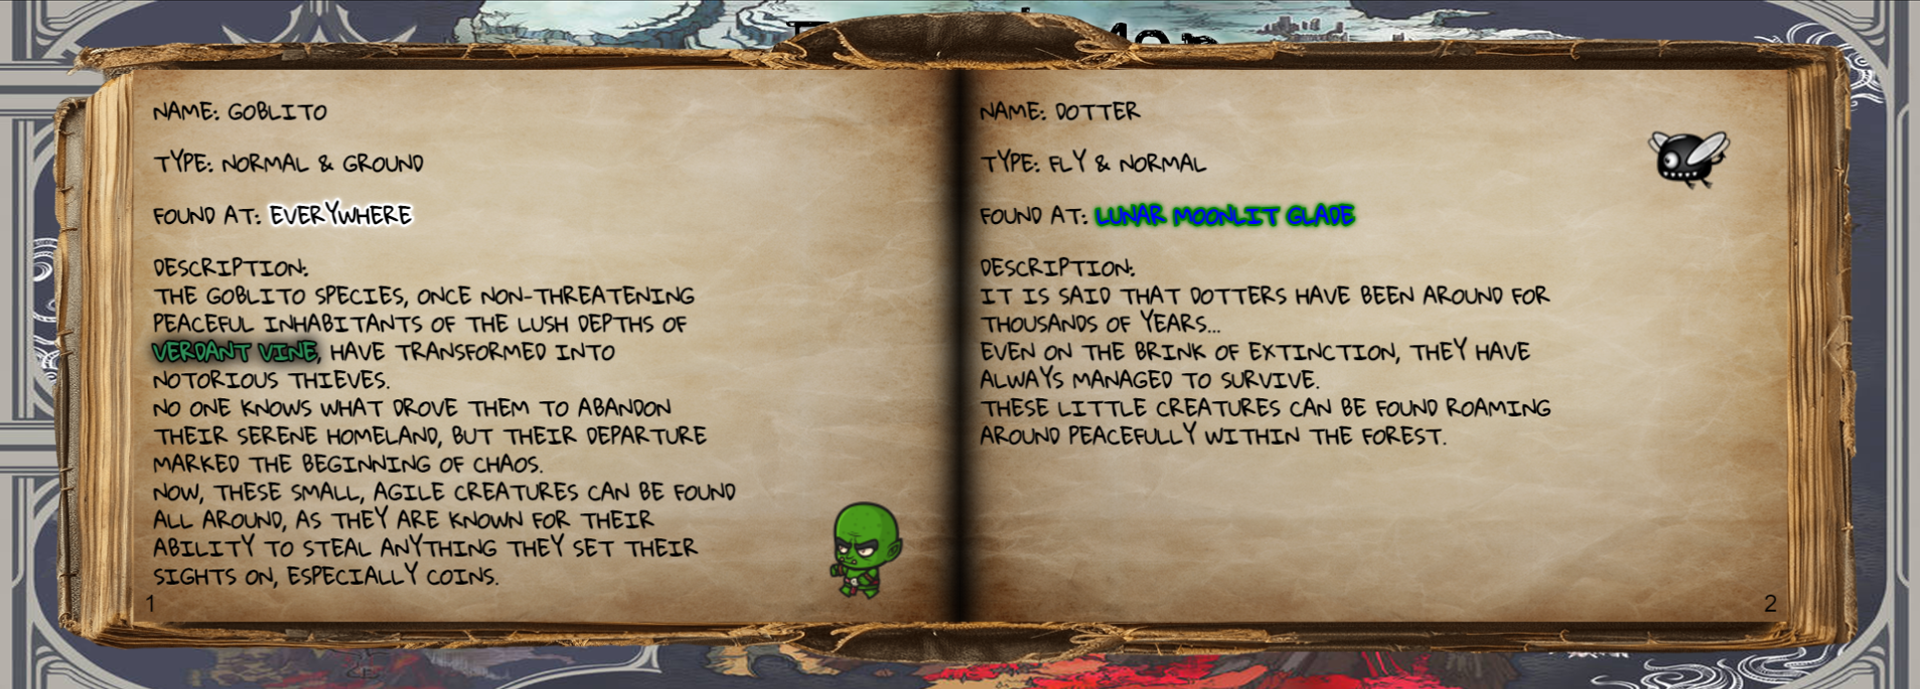 NAME: GOBLITO
TYPE: NORMAL & GROUND
FOUND AT: EVERYWHERE
DESCRIPTION:
THE GOBLITO SPECIES, ONCE NON-THREATENING
PEACEFUL INHABITANTS OF THE LUSH DEPTHS OF
VERDANT VINE, HAVE TRANSFORMED INTO
NOTORIOUS THIEVES.
NO ONE KNOWS WHAT DROVE THEM TO ABANDON
THEIR SERENE HOMELAND, BUT THEIR DEPARTURE
MARKED THE BEGINNING OF CHAOS.
NOW, THESE SMALL, AGILE CREATURES CAN BE FOUND
ALL AROUND, AS THEY ARE KNOWN FOR THEIR
ABILITY TO STEAL ANYTHING THEY SET THEIR
SIGHTS ON, ESPECIALLY COINS.
1
NAME: DOTTER
TYPE: FLY & NORMAL
FOUND AT: LUNAR MOONLIT GLADE
DESCRIPTION:
IT IS SAID THAT DOTTERS HAVE BEEN AROUND FOR
THOUSANDS OF YEARS...
EVEN ON THE BRINK OF EXTINCTION, THEY HAVE
ALWAYS MANAGED TO SURVIVE.
THESE LITTLE CREATURES CAN BE FOUND ROAMING
AROUND PEACEFULLY WITHIN THE FOREST.
2